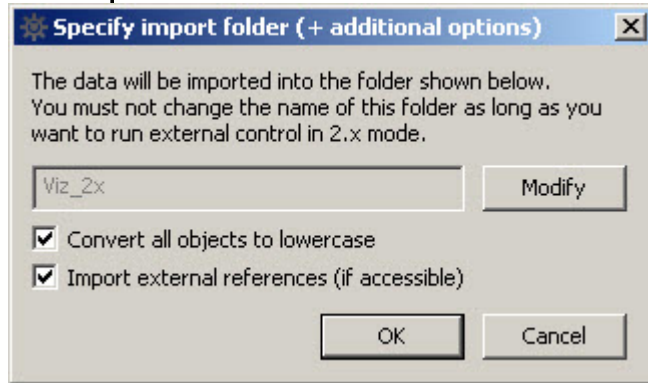 Specify import folder (+ additional options)
The data will be imported into the folder shown below.
You must not change the name of this folder as long as you
want to run external control in 2.x mode.
Viz_2x
Modify
Convert all objects to lowercase
Import external references (if accessible)
OK
Cancel